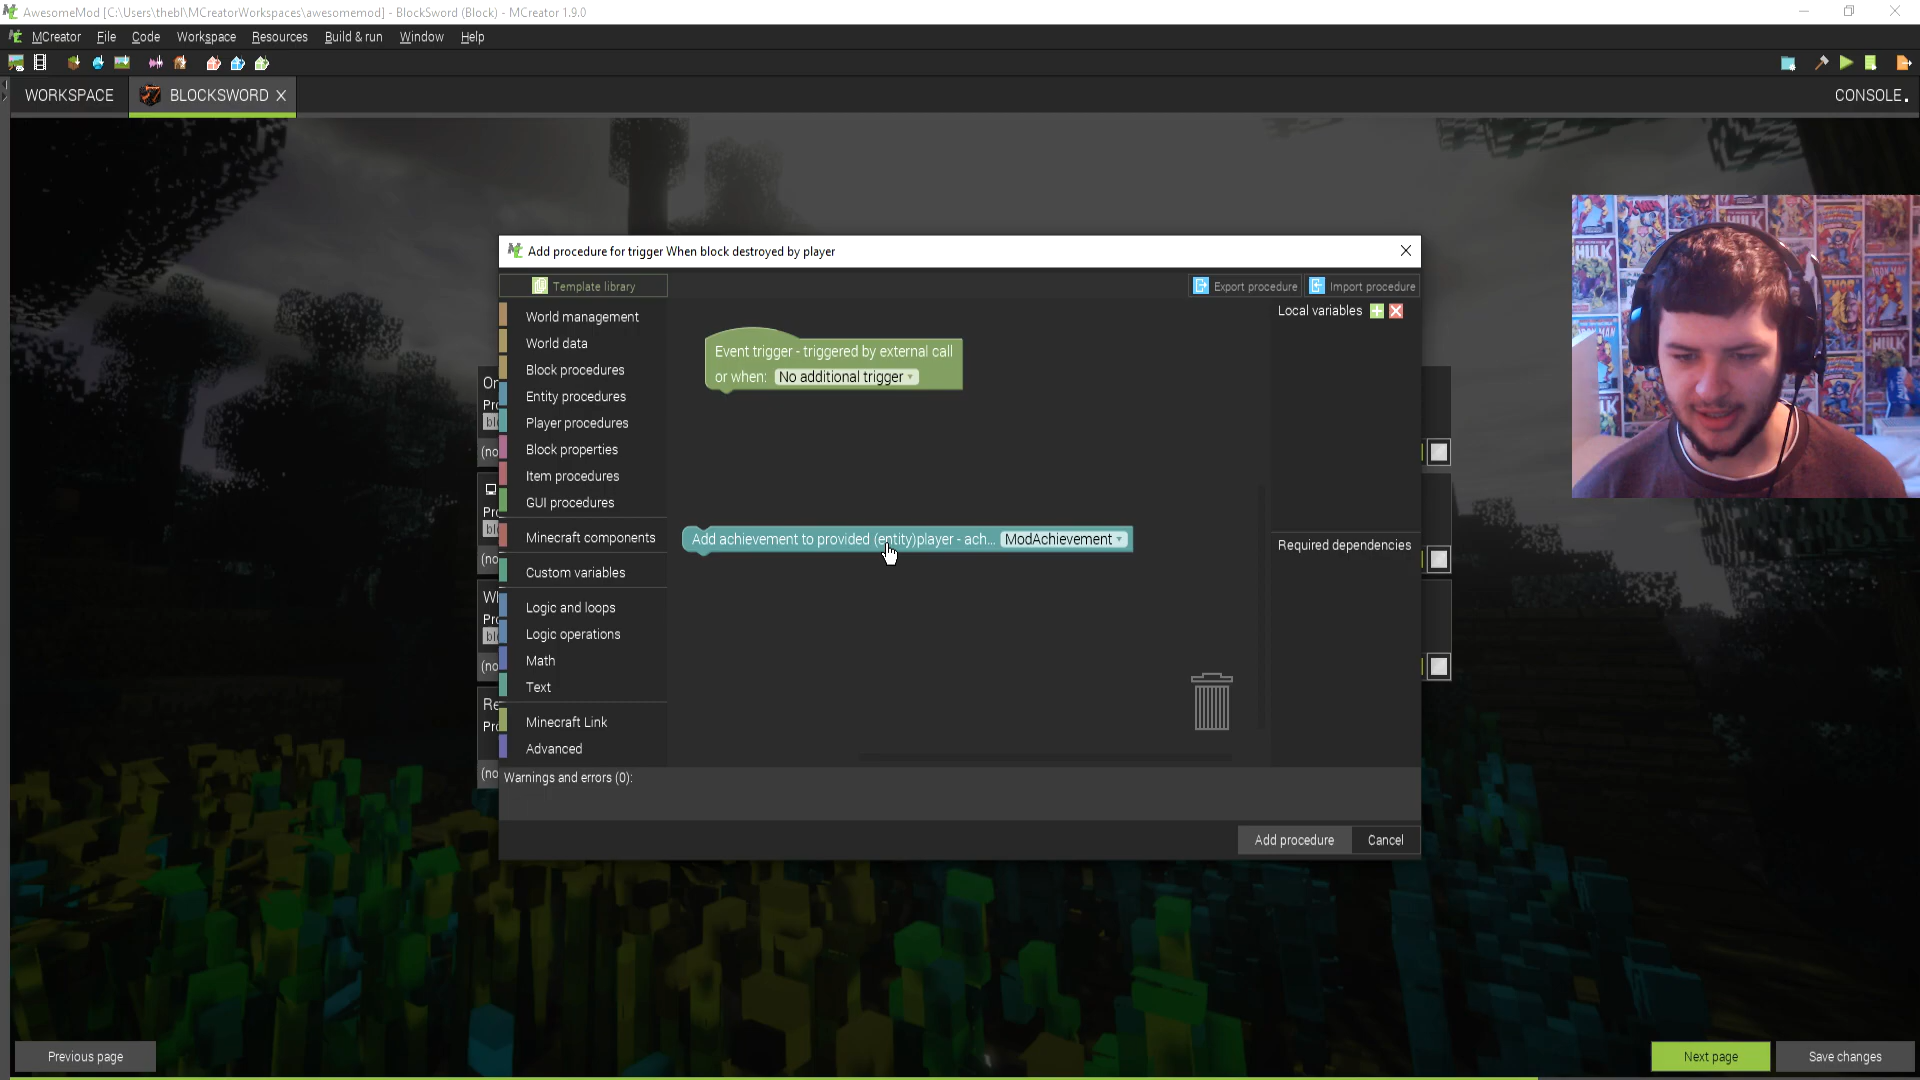 AwesomeMod [C:\Users\thebl\MCreatorWorkspaces\awesomemod] - BlockSword (Block) - MCreator 1.9.0
MCreator File Code Workspace Resources Build & run Window Help
WORKSPACE BLOCKSWORD CONSOLE
Add procedure for trigger When block destroyed by player
Template library Export procedure Import procedure
World management
World data
Block procedures
Entity procedures
Player procedures
Block properties
Item procedures
GUI procedures
Minecraft components
Custom variables
Logic and loops
Logic operations
Math
Text
Minecraft Link
Advanced
Event trigger - triggered by external call
or when: No additional trigger
Add achievement to provided (entity)player - ach... ModAchievement
Local variables
Required dependencies
Warnings and errors (0):
Add procedure Cancel
Previous page Next page Save changes
HULK
HULK